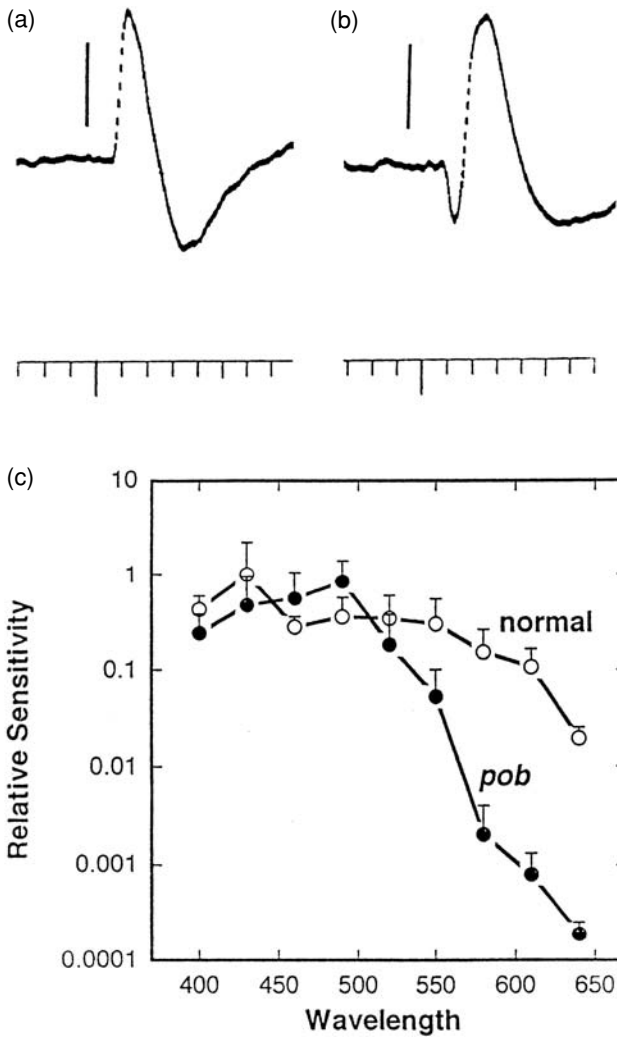 (a)
(b)
(c)
10
1
0.1
0.01
0.001
0.0001
Relative Sensitivity
normal
pob
400 450 500 550 600 650
Wavelength